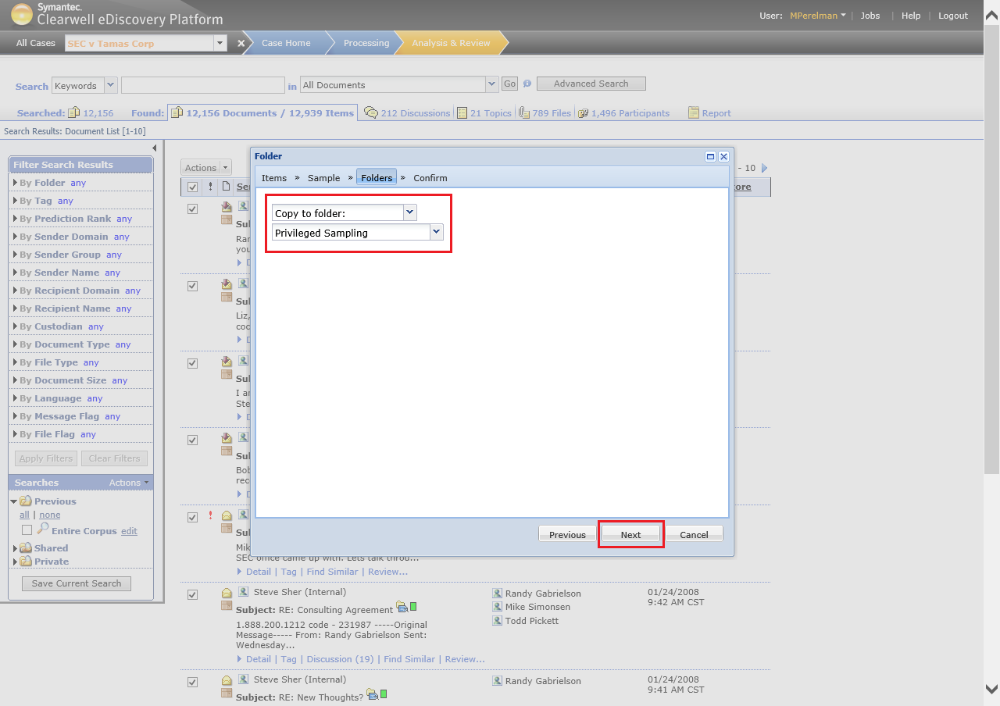 Symantec.
Clearwell eDiscovery Platform
User: MPerelman Jobs | Help | Logout
All Cases SEC v Tamas Corp Case Home Processing Analysis & Review
Search Keywords in All Documents Go Advanced Search
Searched: 12,156 Found: 12,156 Documents / 12,939 Items 212 Discussions 21 Topics 789 Files 1,496 Participants Report
Search Results: Document List [1-10]
Filter Search Results
By Folder any
By Tag any
By Prediction Rank any
By Sender Domain any
By Sender Group any
By Sender Name any
By Recipient Domain any
By Recipient Name any
By Custodian any
By Document Type any
By File Type any
By Document Size any
By Language any
By Message Flag any
By File Flag any
Apply Filters Clear Filters
Searches Actions
Previous
all | none
Entire Corpus edit
Shared
Private
Save Current Search
Actions - 10
Se ore
Su
Ran
you
D
Su
Liz,
coo
D
Su
I ar
Ste
D
Su
Bob
rec
D
Su
Mik
SEC office came up with. Lets talk throu...
Detail | Tag | Find Similar | Review...
Folder
Items » Sample » Folders » Confirm
Copy to folder:
Privileged Sampling
Previous Next Cancel
Steve Sher (Internal)
Subject: RE: Consulting Agreement
1.888.200.1212 code - 231987 -----Original
Message----- From: Randy Gabrielson Sent:
Wednesday...
Detail | Tag | Discussion (19) | Find Similar | Review...
Randy Gabrielson
Mike Simonsen
Todd Pickett
01/24/2008
9:42 AM CST
Steve Sher (Internal)
Subject: RE: New Thoughts?
Randy Gabrielson
01/24/2008
9:41 AM CST